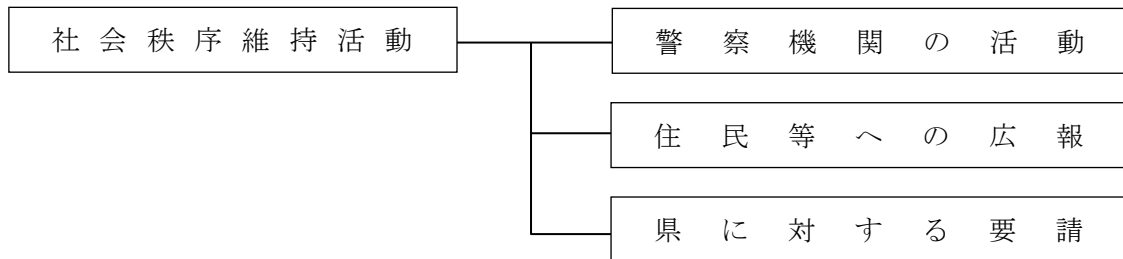 社会秩序維持活動
警察機関の活動
住民等への広報
県に対する要請